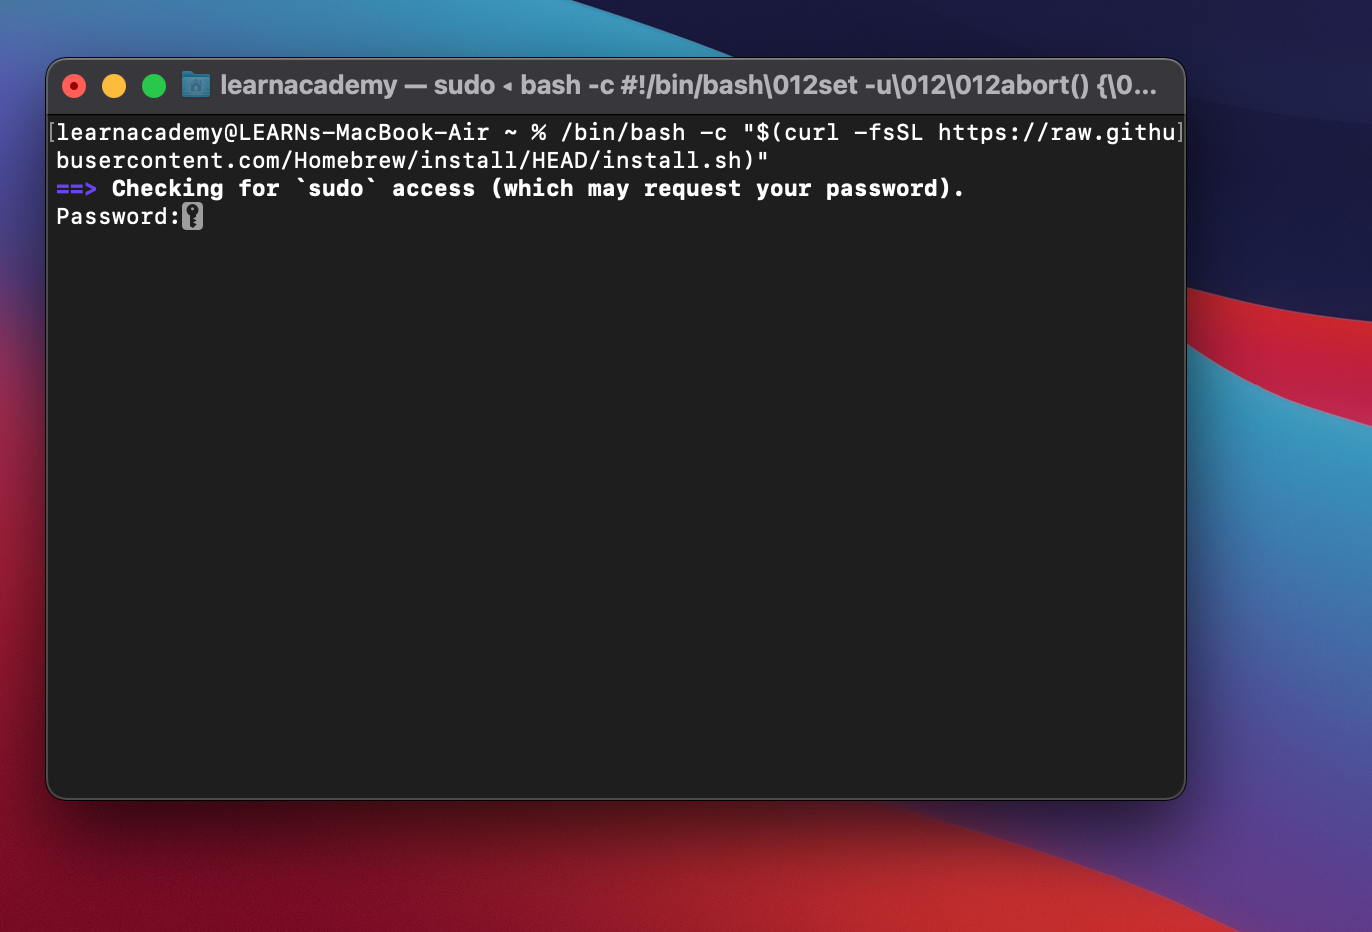 learnacademy — sudo ◂ bash -c #!/bin/bash\012set -u\012\012abort() {\0...
[learnacademy@LEARNs-MacBook-Air ~ % /bin/bash -c "$(curl -fsSL https://raw.githu]
busercontent.com/Homebrew/install/HEAD/install.sh)"
==> Checking for `sudo` access (which may request your password).
Password: